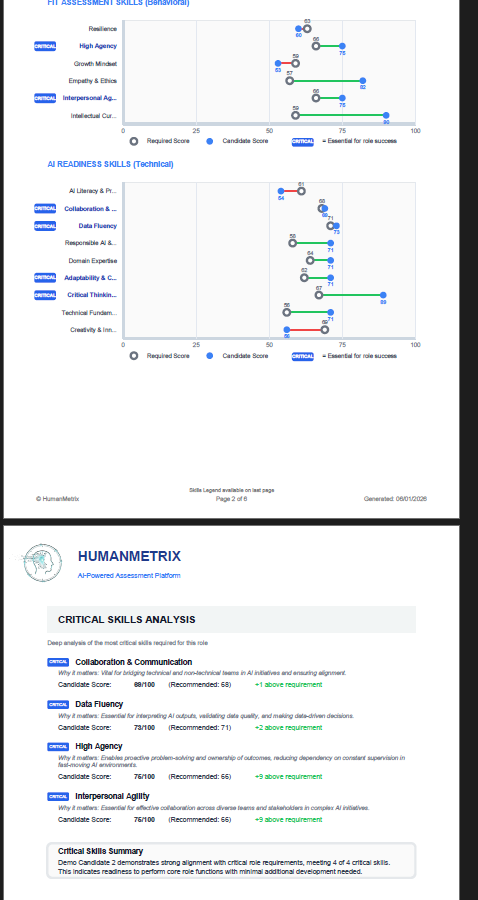 FIT ASSESSMENT SKILLS (Behavioral)
Resilience
63
60
CRITICAL High Agency
66
75
Growth Mindset
59
53
Empathy & Ethics
57
82
CRITICAL Interpersonal Ag...
66
75
Intellectual Cur...
59
90
0 25 50 75 100
Required Score Candidate Score CRITICAL = Essential for role success
AI READINESS SKILLS (Technical)
AI Literacy & Pr...
61
54
CRITICAL Collaboration & ...
68
69
CRITICAL Data Fluency
71
73
Responsible AI &...
58
71
Domain Expertise
64
71
CRITICAL Adaptability & C...
62
71
CRITICAL Critical Thinkin...
67
89
Technical Fundam...
56
71
Creativity & Inn...
69
56
0 25 50 75 100
Required Score Candidate Score CRITICAL = Essential for role success
Skills Legend available on last page
© HumanMetrix Page 2 of 6 Generated: 06/01/2026
HUMANMETRIX
AI-Powered Assessment Platform
CRITICAL SKILLS ANALYSIS
Deep analysis of the most critical skills required for this role
CRITICAL Collaboration & Communication
Why it matters: Vital for bridging technical and non-technical teams in AI initiatives and ensuring alignment.
Candidate Score: 69/100 (Recommended: 68) +1 above requirement
CRITICAL Data Fluency
Why it matters: Essential for interpreting AI outputs, validating data quality, and making data-driven decisions.
Candidate Score: 73/100 (Recommended: 71) +2 above requirement
CRITICAL High Agency
Why it matters: Enables proactive problem-solving and ownership of outcomes, reducing dependency on constant supervision in
fast-moving AI environments.
Candidate Score: 75/100 (Recommended: 66) +9 above requirement
CRITICAL Interpersonal Agility
Why it matters: Essential for effective collaboration across diverse teams and stakeholders in complex AI initiatives.
Candidate Score: 75/100 (Recommended: 66) +9 above requirement
Critical Skills Summary
Demo Candidate 2 demonstrates strong alignment with critical role requirements, meeting 4 of 4 critical skills.
This indicates readiness to perform core role functions with minimal additional development needed.